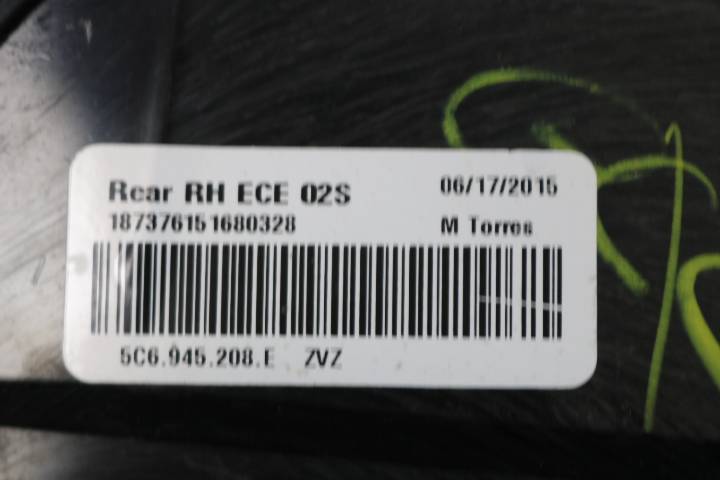 Rear RH ECE 02S 06/17/2015
187376151680328 M Torres
5C6.945.208.E ZVZ